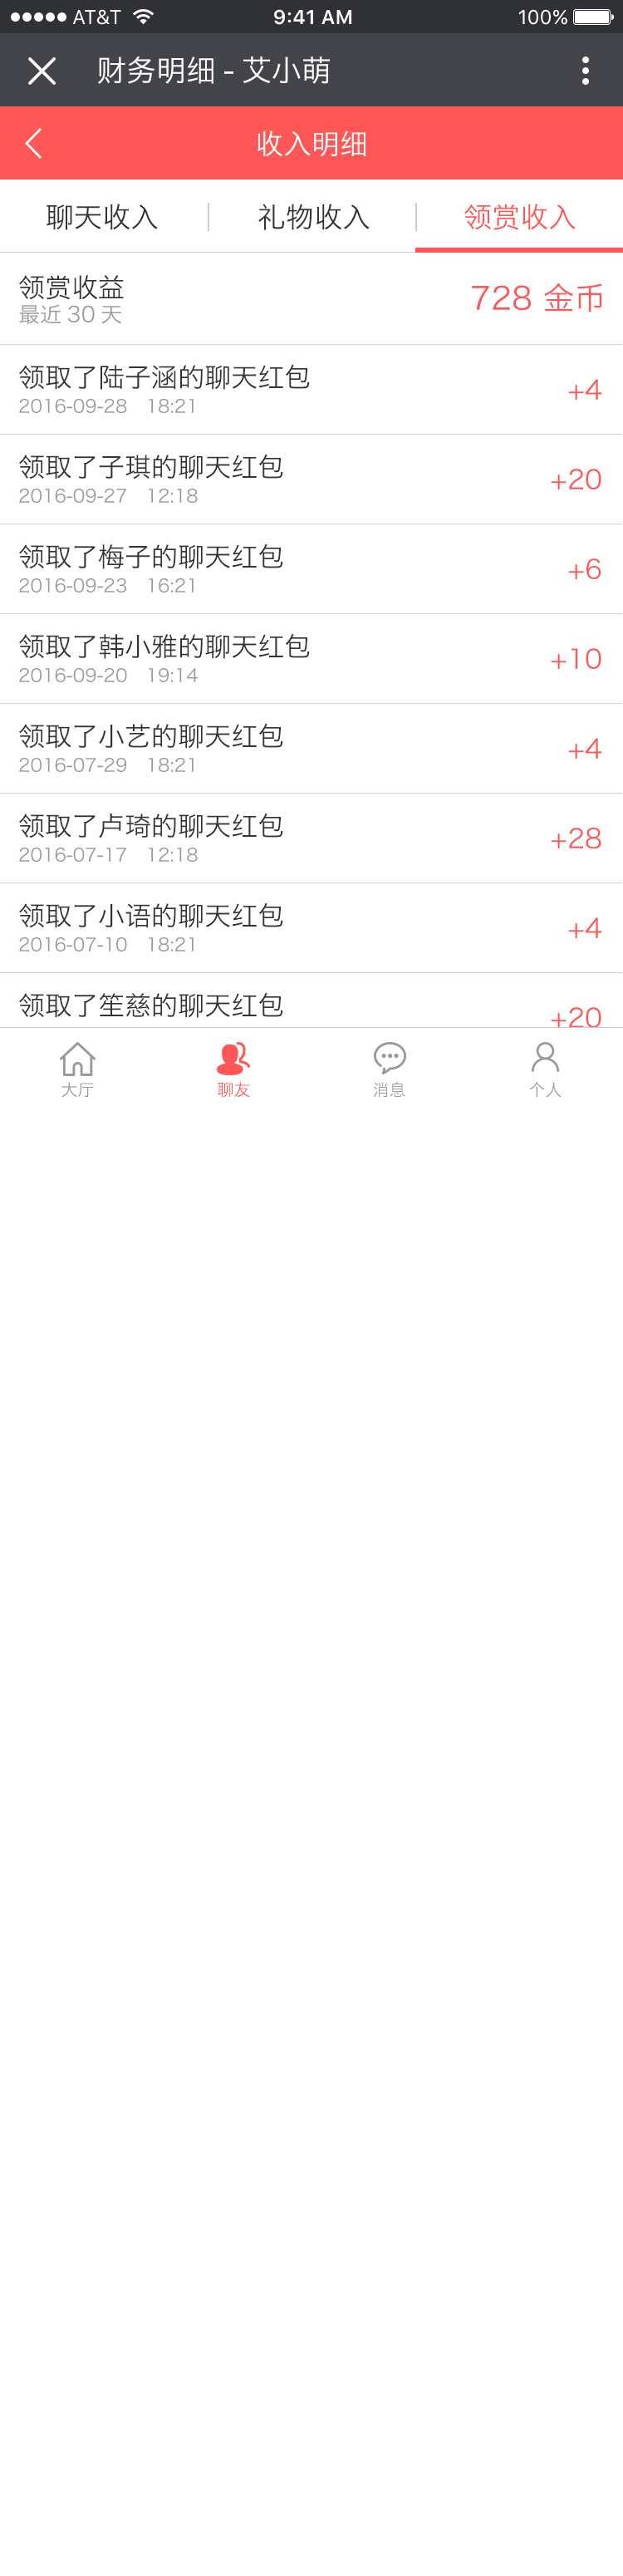 AT&T 9:41 AM 100%
财务明细 - 艾小萌
收入明细
聊天收入 礼物收入 领赏收入
领赏收益
最近 30 天
728 金币
领取了陆子涵的聊天红包
2016-09-28 18:21
+4
领取了子琪的聊天红包
2016-09-27 12:18
+20
领取了梅子的聊天红包
2016-09-23 16:21
+6
领取了韩小雅的聊天红包
2016-09-20 19:14
+10
领取了小艺的聊天红包
2016-07-29 18:21
+4
领取了卢琦的聊天红包
2016-07-17 12:18
+28
领取了小语的聊天红包
2016-07-10 18:21
+4
领取了笙慈的聊天红包
+20
大厅 聊友 消息 个人